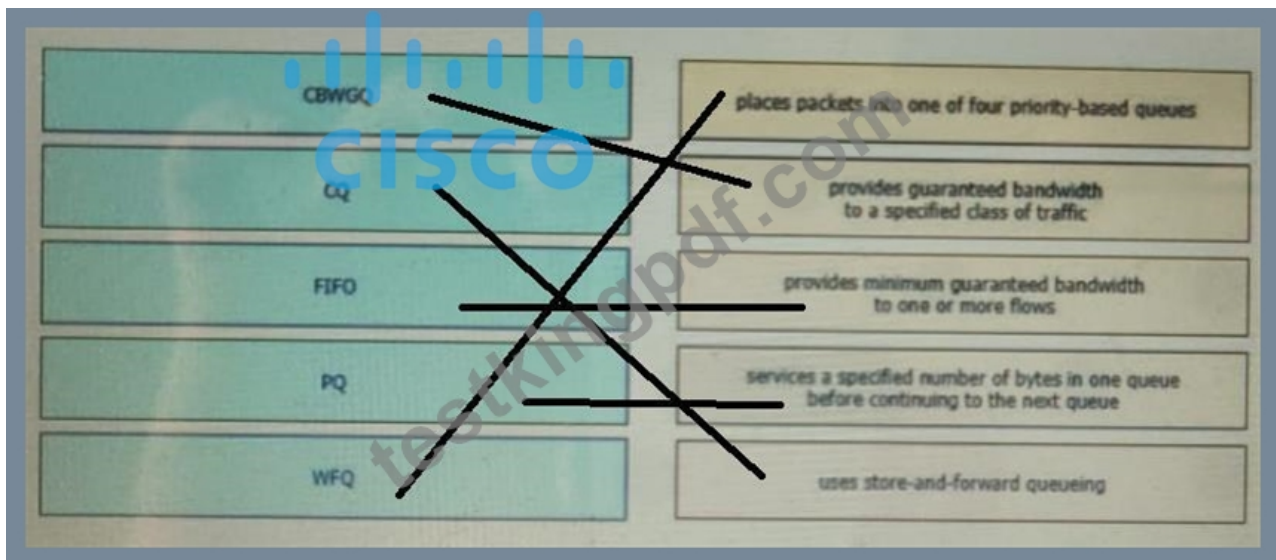 CBWGQ
CISCO
CQ
FIFO
PQ
WFQ
places packets into one of four priority-based queues
provides guaranteed bandwidth
to a specified class of traffic
provides minimum guaranteed bandwidth
to one or more flows
services a specified number of bytes in one queue
before continuing to the next queue
uses store-and-forward queueing
testkingpdf.com